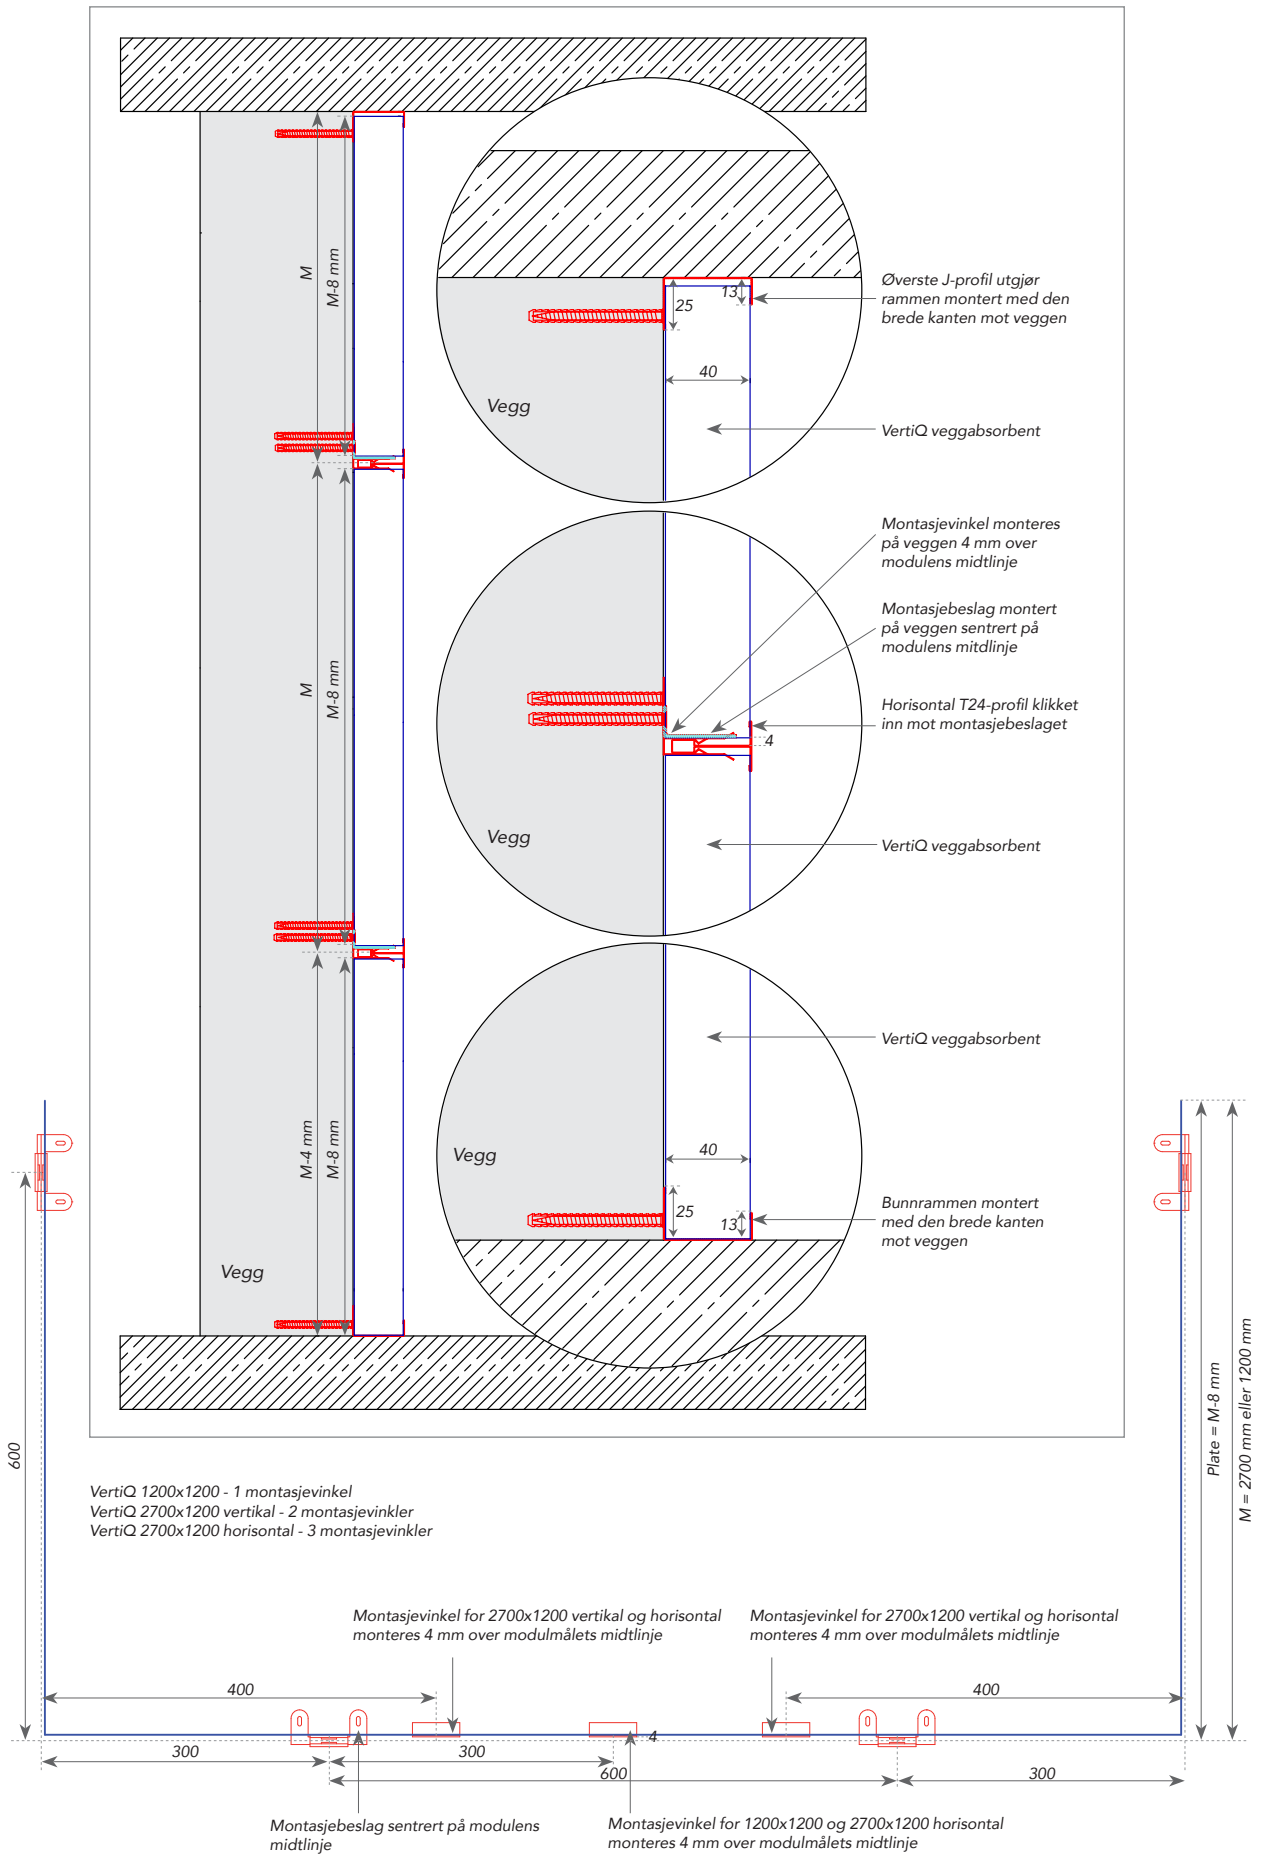 M
M-8 mm
25
13
40
Øverste J-profil utgjør
rammen montert med den
brede kanten mot veggen
Vegg
VertiQ veggabsorbent
Montasjevinkel monteres
på veggen 4 mm over
modulens midtlinje
Montasjebeslag montert
på veggen sentrert på
modulens mitdlinje
M
M-8 mm
Horisontal T24-profil klikket
inn mot montasjebeslaget
4
Vegg
VertiQ veggabsorbent
VertiQ veggabsorbent
M-4 mm
M-8 mm
Vegg
40
25
13
Bunnrammen montert
med den brede kanten
mot veggen
Vegg
600
Plate = M-8 mm
M = 2700 mm eller 1200 mm
VertiQ 1200x1200 - 1 montasjevinkel
VertiQ 2700x1200 vertikal - 2 montasjevinkler
VertiQ 2700x1200 horisontal - 3 montasjevinkler
Montasjevinkel for 2700x1200 vertikal og horisontal
monteres 4 mm over modulmålets midtlinje
Montasjevinkel for 2700x1200 vertikal og horisontal
monteres 4 mm over modulmålets midtlinje
400
400
4
300
300
600
300
Montasjebeslag sentrert på modulens
midtlinje
Montasjevinkel for 1200x1200 og 2700x1200 horisontal
monteres 4 mm over modulmålets midtlinje